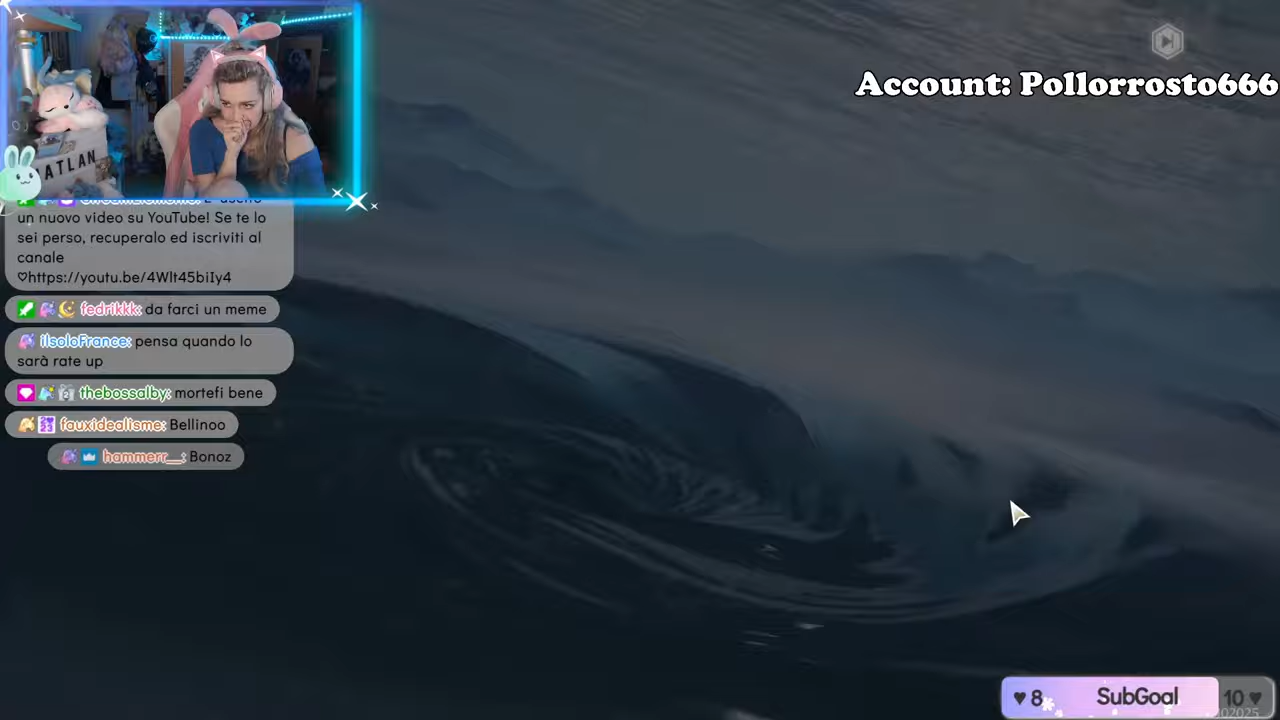 Account: Pollorrosto666
ATLAN
un nuovo video su YouTube! Se te lo
sei perso, recuperalo ed iscriviti al
canale
♡https://youtu.be/4Wlt45biIy4
fedrikkk: da farci un meme
ilsoloFrance: pensa quando lo
sarà rate up
thebossalby: mortefi bene
fauxidealisme: Bellinoo
hammerr__: Bonoz
♥ 8 SubGoal 10 ♥